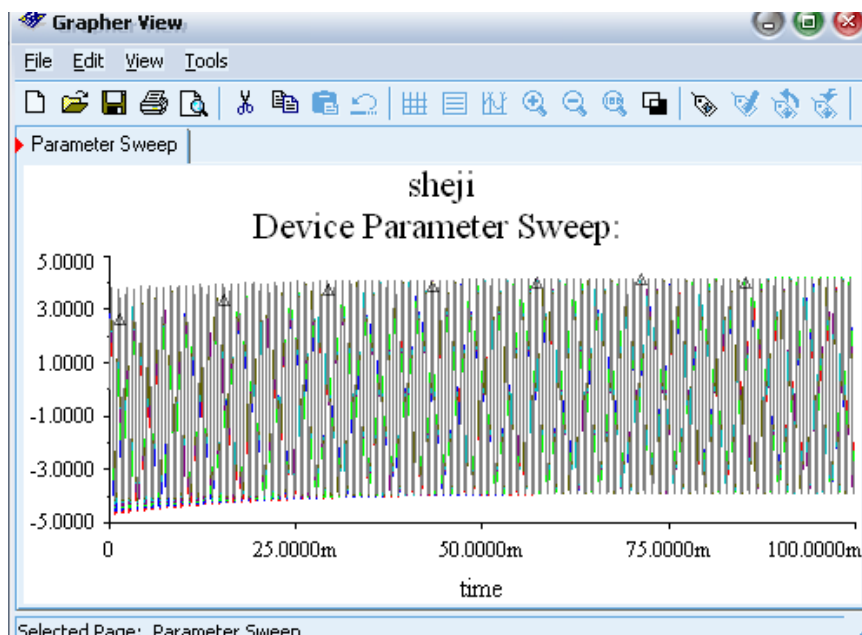 Grapher View
File Edit View Tools
Parameter Sweep
sheji
Device Parameter Sweep:
5.0000
3.0000
1.0000
-1.0000
-3.0000
-5.0000
0 25.0000m 50.0000m 75.0000m 100.0000m
time
Selected Page: Parameter Sweep